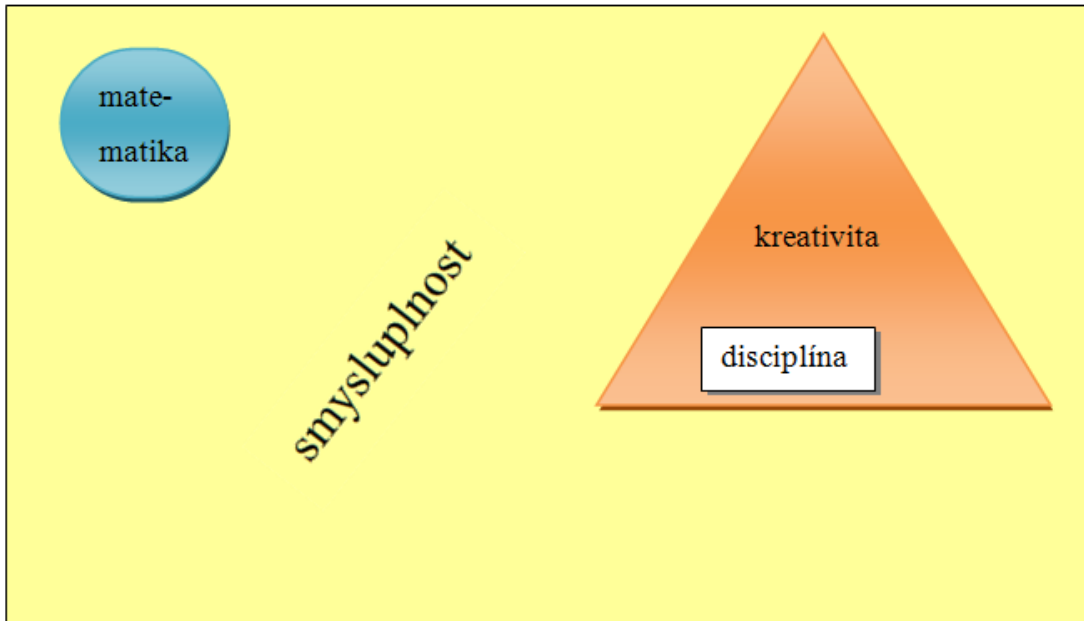 mate-
matika
kreativita
smysluplnost
disciplína